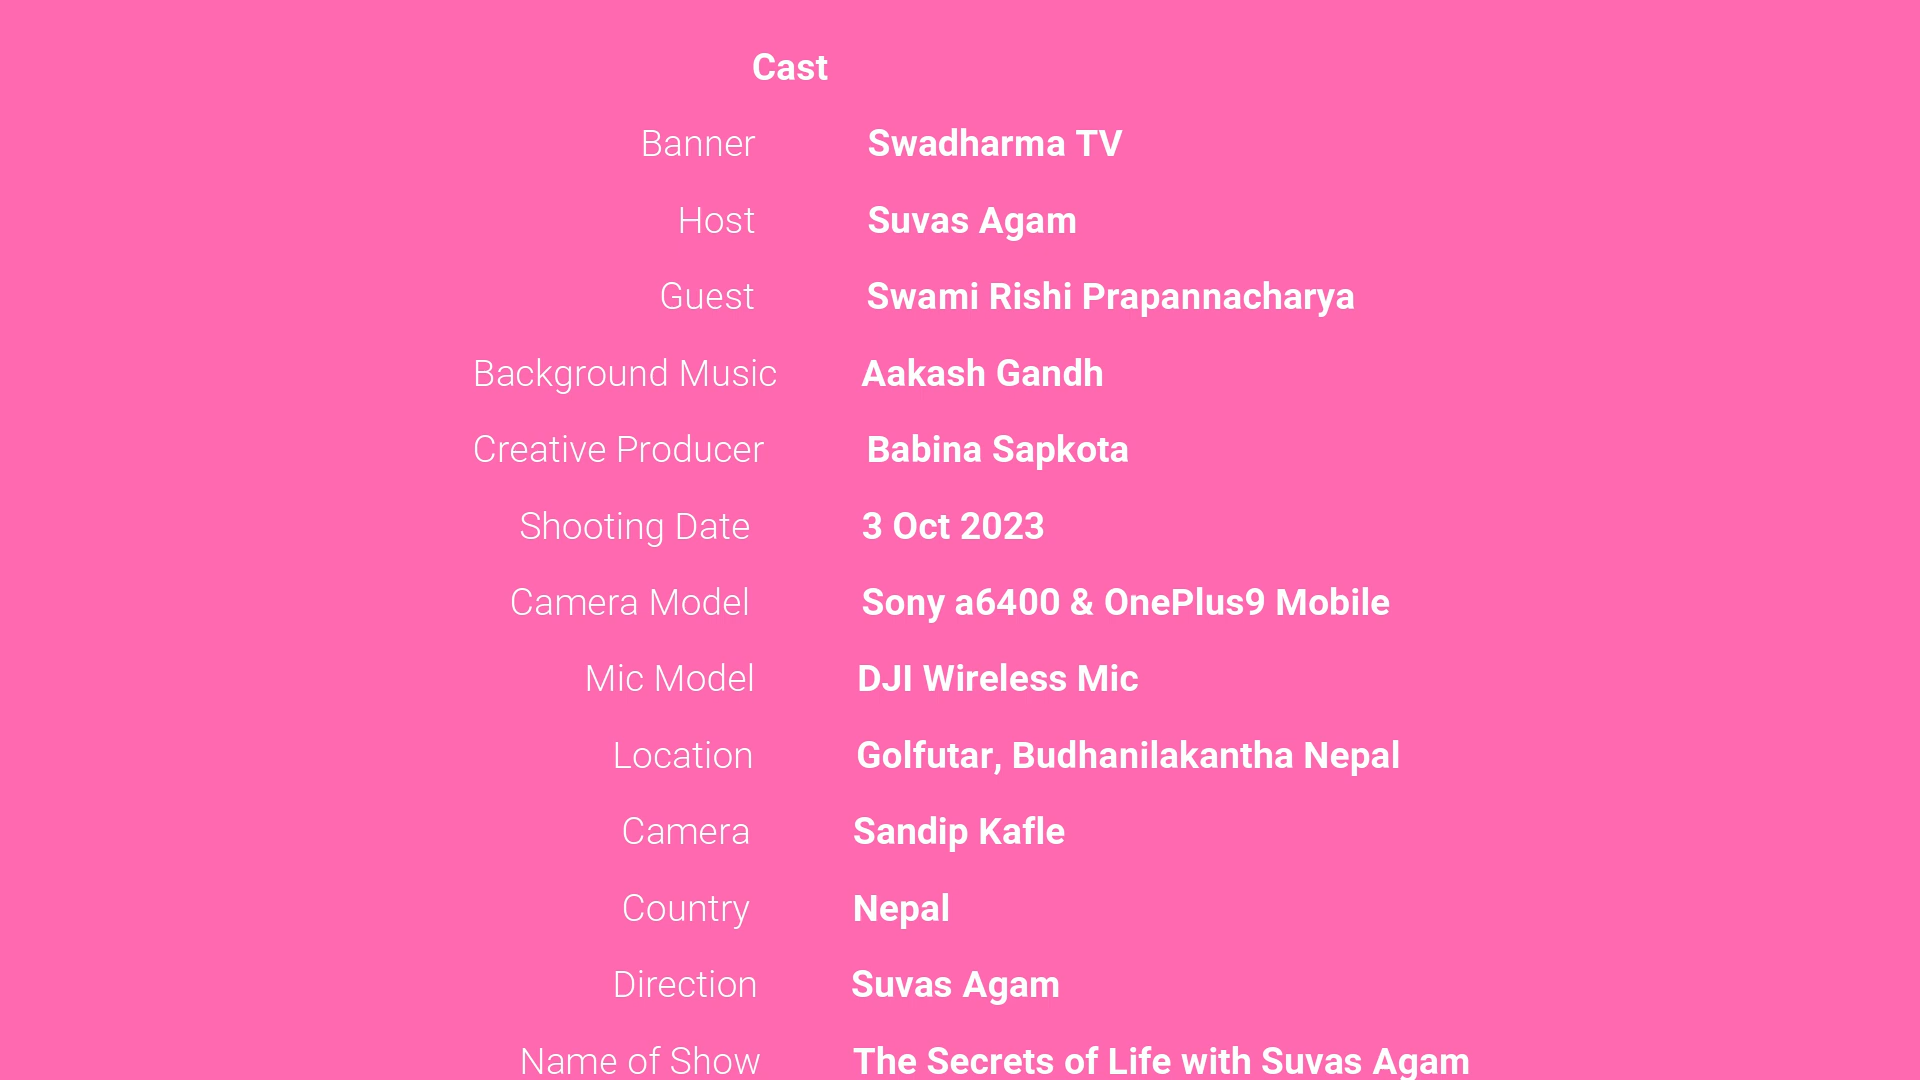 Cast
Banner Swadharma TV
Host Suvas Agam
Guest Swami Rishi Prapannacharya
Background Music Aakash Gandh
Creative Producer Babina Sapkota
Shooting Date 3 Oct 2023
Camera Model Sony a6400 & OnePlus9 Mobile
Mic Model DJI Wireless Mic
Location Golfutar, Budhanilakantha Nepal
Camera Sandip Kafle
Country Nepal
Direction Suvas Agam
Name of Show The Secrets of Life with Suvas Agam